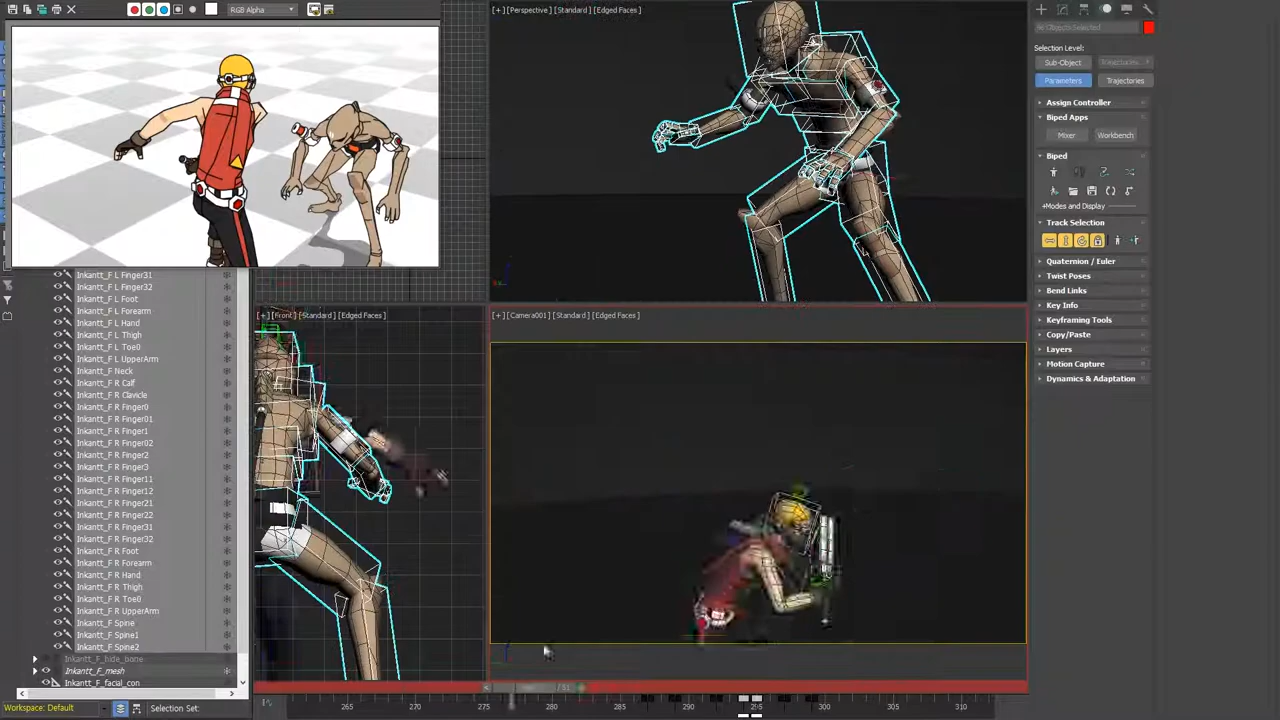 RGB Alpha
Inkantt_F L Finger31
Inkantt_F L Finger32
Inkantt_F L Foot
Inkantt_F L Forearm
Inkantt_F L Hand
Inkantt_F L Thigh
Inkantt_F L Toe0
Inkantt_F L UpperArm
Inkantt_F Neck
Inkantt_F R Calf
Inkantt_F R Clavicle
Inkantt_F R Finger0
Inkantt_F R Finger01
Inkantt_F R Finger1
Inkantt_F R Finger02
Inkantt_F R Finger2
Inkantt_F R Finger3
Inkantt_F R Finger11
Inkantt_F R Finger12
Inkantt_F R Finger21
Inkantt_F R Finger22
Inkantt_F R Finger31
Inkantt_F R Finger32
Inkantt_F R Foot
Inkantt_F R Forearm
Inkantt_F R Hand
Inkantt_F R Thigh
Inkantt_F R Toe0
Inkantt_F R UpperArm
Inkantt_F Spine
Inkantt_F Spine1
Inkantt_F Spine2
Inkantt_F_hide_bone
Inkantt_F_mesh
Inkantt_F_facial_con
Workspace: Default
Selection Set:
[+] [Perspective] [Standard] [Edged Faces]
[+] [Front] [Standard] [Edged Faces]
[+] [Camera001] [Standard] [Edged Faces]
265 270 275 280 285 290 295 300 305 310
Selection Level:
Sub-Object
Trajectories
Parameters
Trajectories
Assign Controller
Biped Apps
Mixer
Workbench
Biped
+Modes and Display
Track Selection
Quaternion / Euler
Twist Poses
Bend Links
Key Info
Keyframing Tools
Copy/Paste
Layers
Motion Capture
Dynamics & Adaptation